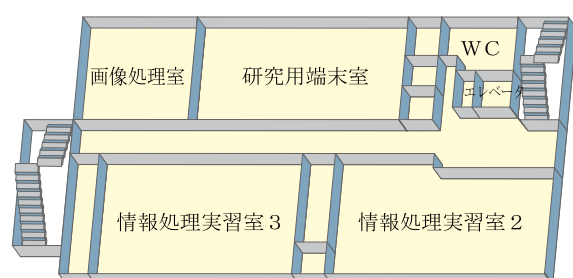 WC
画像処理室
研究用端末室
エレベータ
情報処理実習室3
情報処理実習室2